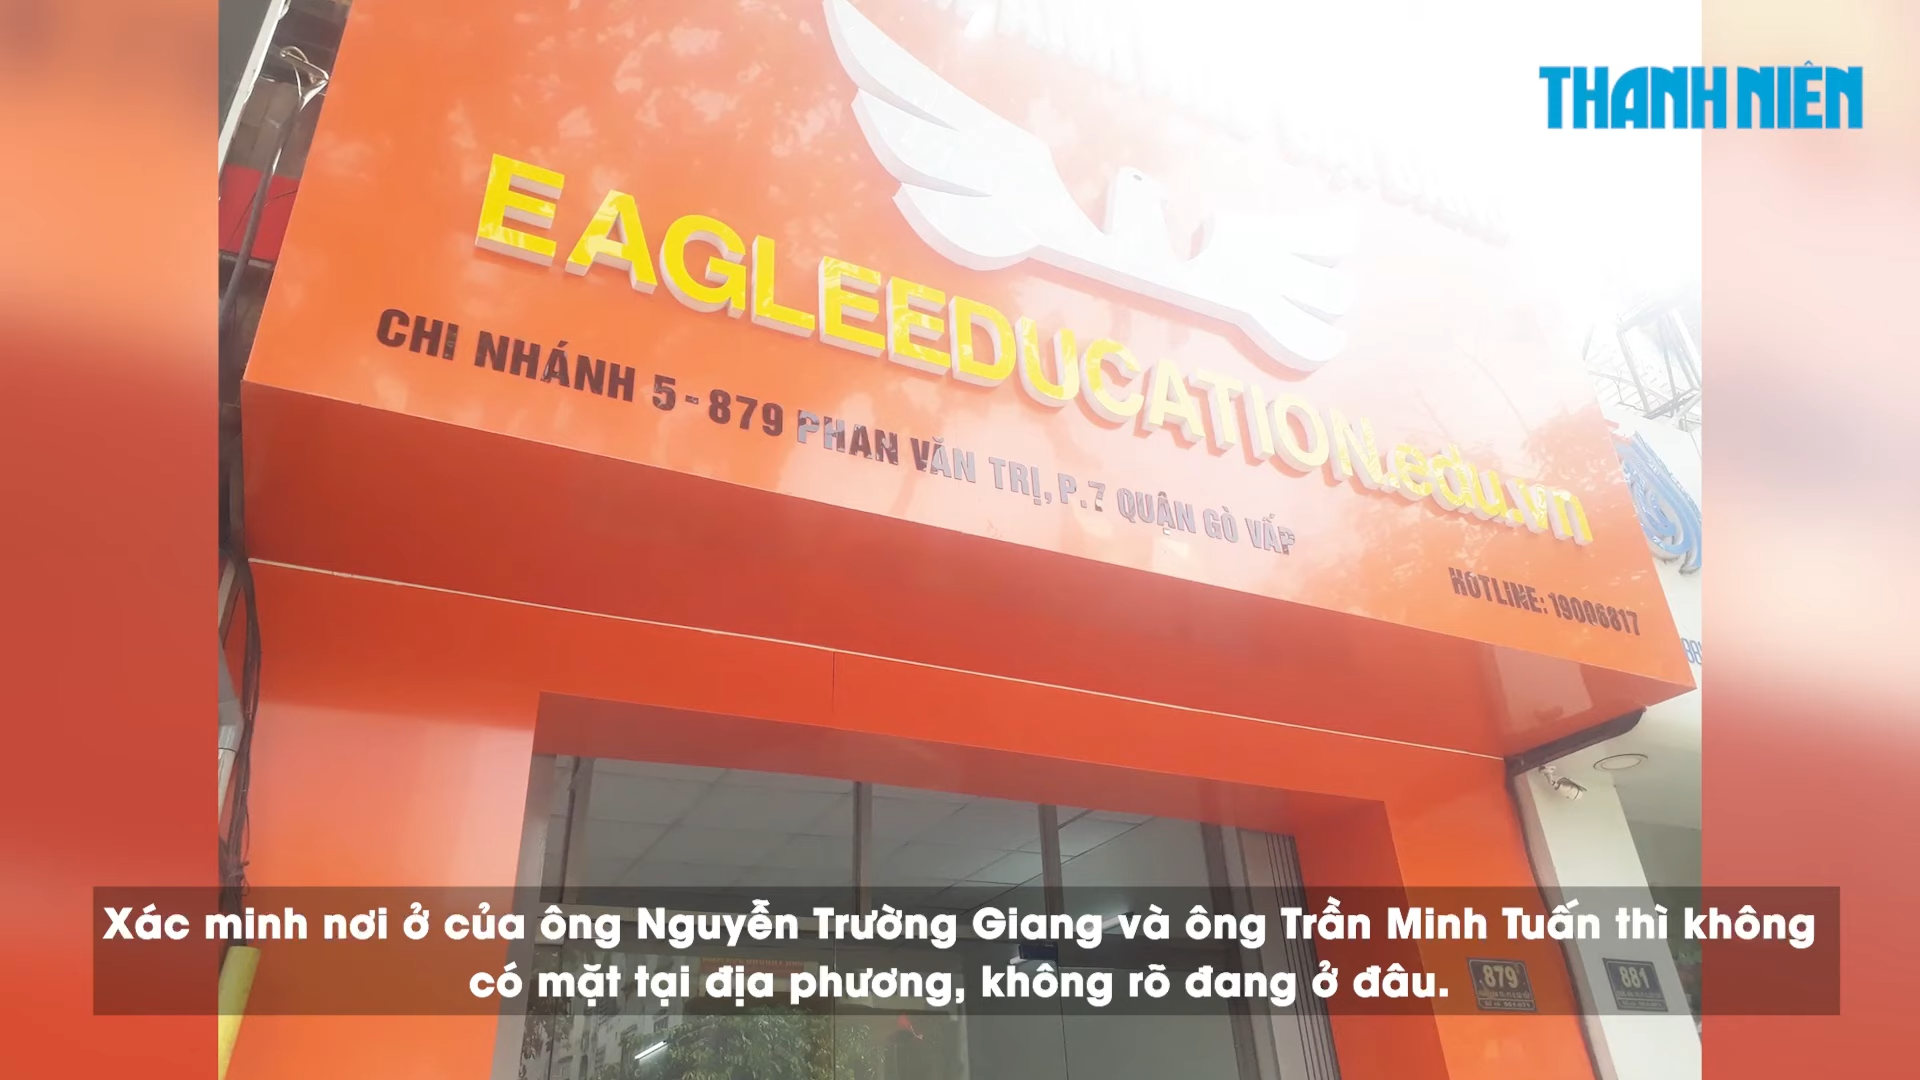 THANH NIÊN
EAGLEEDUCATION.edu.vn
CHI NHÁNH 5-879 PHAN VĂN TRỊ, P.7 QUẬN GÒ VẤP
HOTLINE: 19006817
Xác minh nơi ở của ông Nguyễn Trường Giang và ông Trần Minh Tuấn thì không
có mặt tại địa phương, không rõ đang ở đâu.
879
881